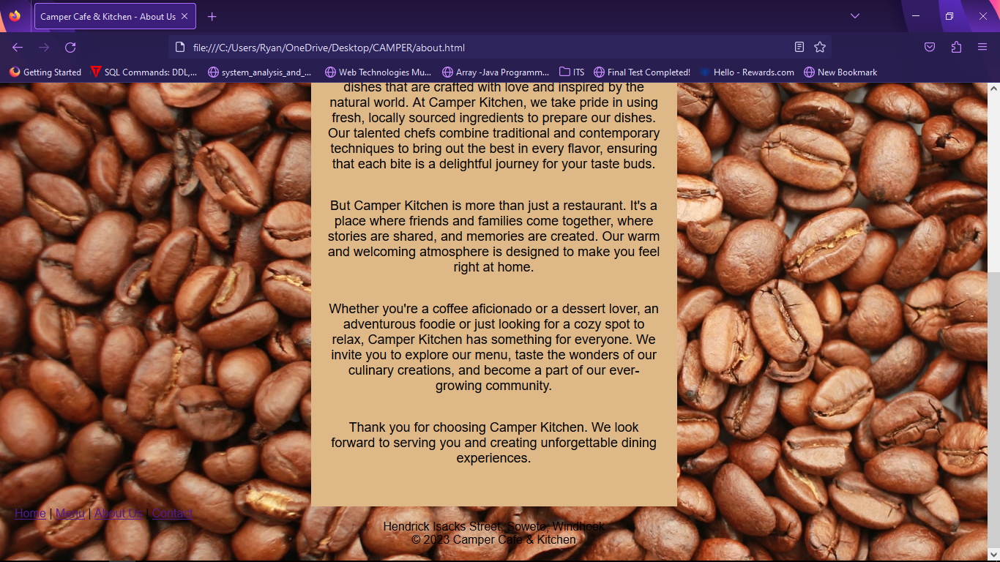 Camper Cafe & Kitchen - About Us
file:///C:/Users/Ryan/OneDrive/Desktop/CAMPER/about.html
Getting Started SQL Commands: DDL,... system_analysis_and_... Web Technologies Mu... Array -Java Programm... ITS Final Test Completed! Hello - Rewards.com New Bookmark
dishes that are crafted with love and inspired by the
natural world. At Camper Kitchen, we take pride in using
fresh, locally sourced ingredients to prepare our dishes.
Our talented chefs combine traditional and contemporary
techniques to bring out the best in every flavor, ensuring
that each bite is a delightful journey for your taste buds.
But Camper Kitchen is more than just a restaurant. It's a
place where friends and families come together, where
stories are shared, and memories are created. Our warm
and welcoming atmosphere is designed to make you feel
right at home.
Whether you're a coffee aficionado or a dessert lover, an
adventurous foodie or just looking for a cozy spot to
relax, Camper Kitchen has something for everyone. We
invite you to explore our menu, taste the wonders of our
culinary creations, and become a part of our ever-
growing community.
Thank you for choosing Camper Kitchen. We look
forward to serving you and creating unforgettable dining
experiences.
Home | Menu | About Us | Contact
Hendrick Isacks Street, Soweto, Windhoek
© 2023 Camper Cafe & Kitchen